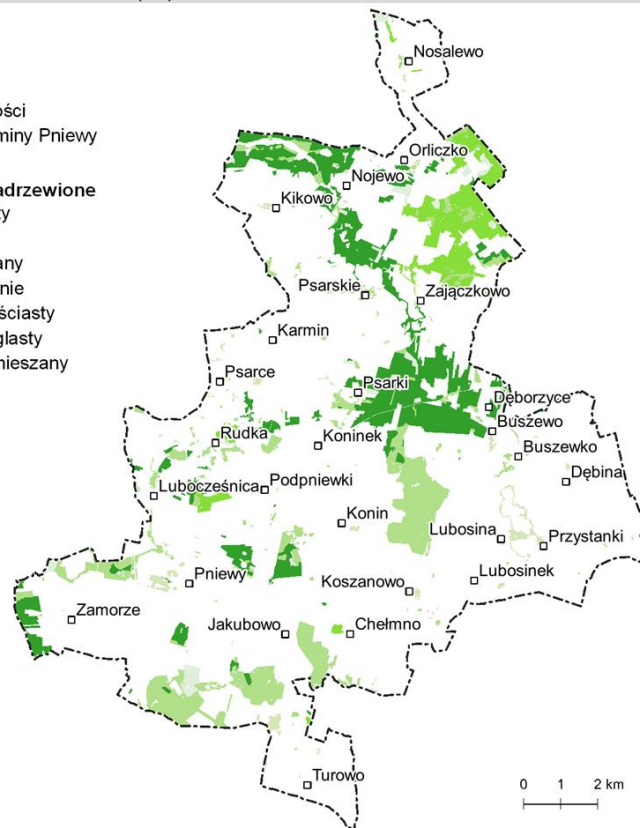 Nosalewo
ości
miny Pniewy
Orliczko
adrzewione
Nojewo
ty
Kikowo
any
nie
Psarskie
Zajączkowo
ściasty
glasty
Karmin
mieszany
Psarce
Psarki
Dęborzyce
Buszewo
Rudka
Koninek
Buszewko
Dębina
Lubocześnica
Podpniewki
Konin
Lubosina
Przystanki
Pniewy
Koszanowo
Lubosinek
Zamorze
Jakubowo
Chełmno
Turowo
0 1 2 km